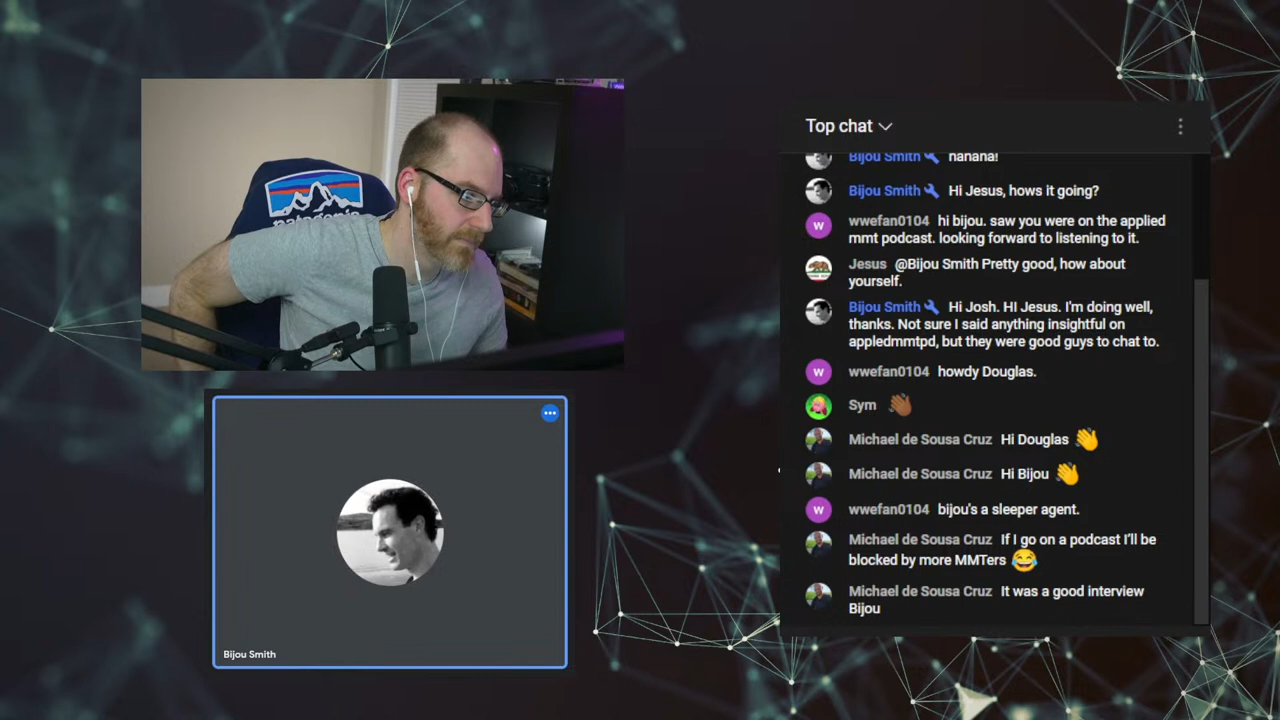 patagonia
Top chat
Bijou Smith hahaha!
Bijou Smith Hi Jesus, hows it going?
W wwefan0104 hi bijou. saw you were on the applied
mmt podcast. looking forward to listening to it.
Jesus @Bijou Smith Pretty good, how about
yourself.
Bijou Smith Hi Josh. HI Jesus. I'm doing well,
thanks. Not sure I said anything insightful on
appledmmtpd, but they were good guys to chat to.
W wwefan0104 howdy Douglas.
Sym 👋🏾
Michael de Sousa Cruz Hi Douglas 👋
Michael de Sousa Cruz Hi Bijou 👋
W wwefan0104 bijou's a sleeper agent.
Michael de Sousa Cruz If I go on a podcast I'll be
blocked by more MMTers 😂
Michael de Sousa Cruz It was a good interview
Bijou
Bijou Smith